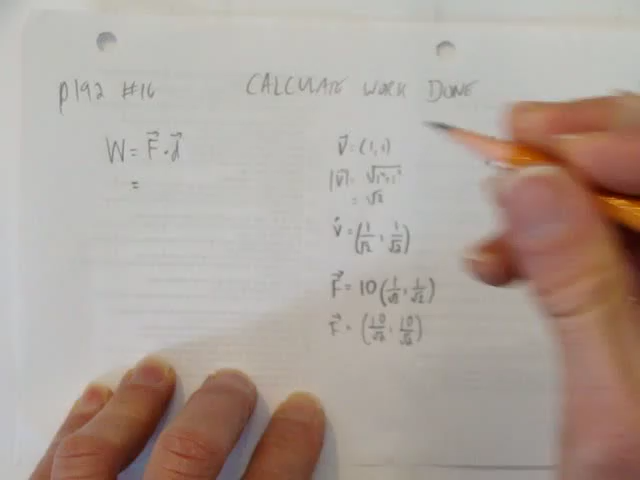 p192 #16
CALCULATE WORK DONE
W = F⃗ · d⃗
=
v⃗ = (1, 1)
|v⃗| = √1²+1²
= √2
v̂ = (1/√2, 1/√2)
F⃗ = 10(1/√2, 1/√2)
F⃗ = (10/√2, 10/√2)